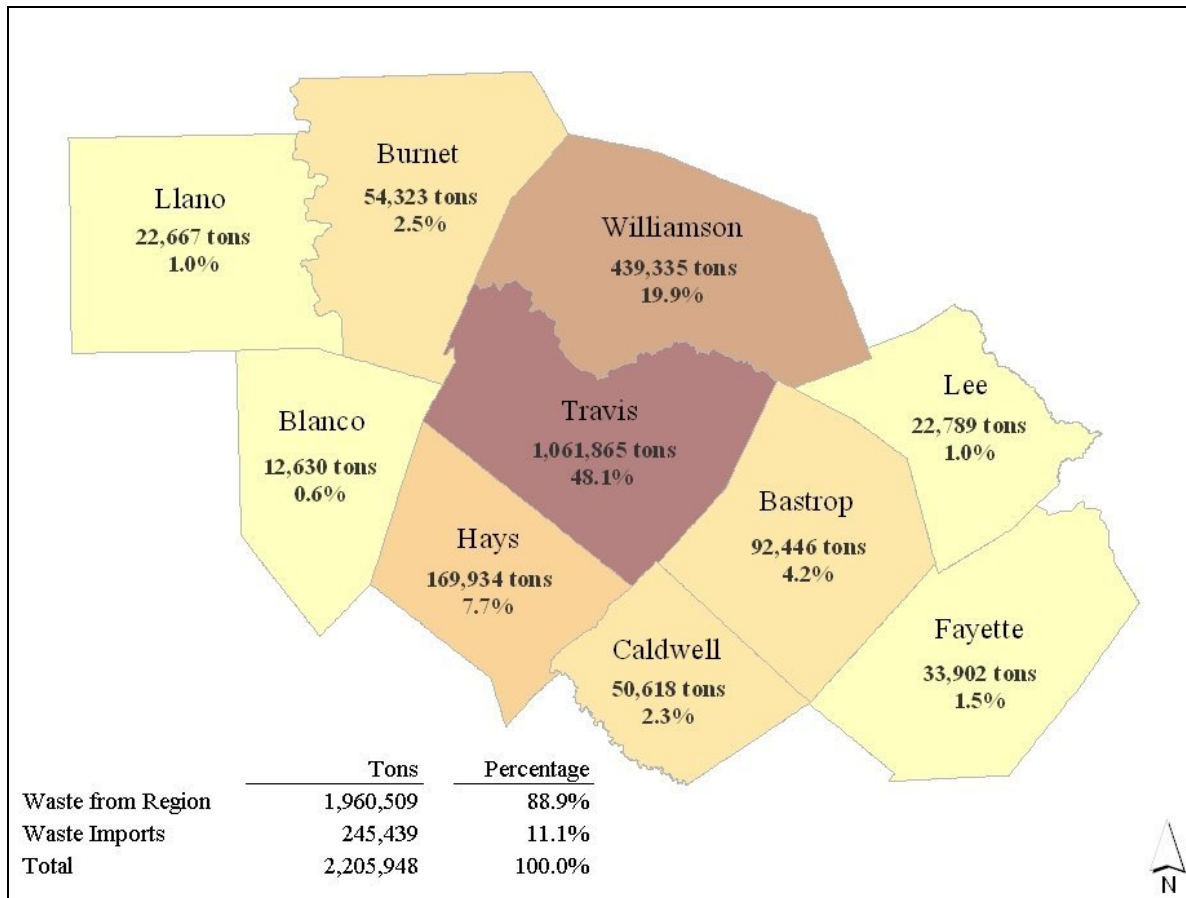 Burnet
54,323 tons
2.5%
Llano
22,667 tons
1.0%
Williamson
439,335 tons
19.9%
Travis
1,061,865 tons
48.1%
Lee
22,789 tons
1.0%
Blanco
12,630 tons
0.6%
Bastrop
92,446 tons
4.2%
Hays
169,934 tons
7.7%
Fayette
33,902 tons
1.5%
Caldwell
50,618 tons
2.3%
Tons Percentage
Waste from Region 1,960,509 88.9%
Waste Imports 245,439 11.1%
Total 2,205,948 100.0%
N